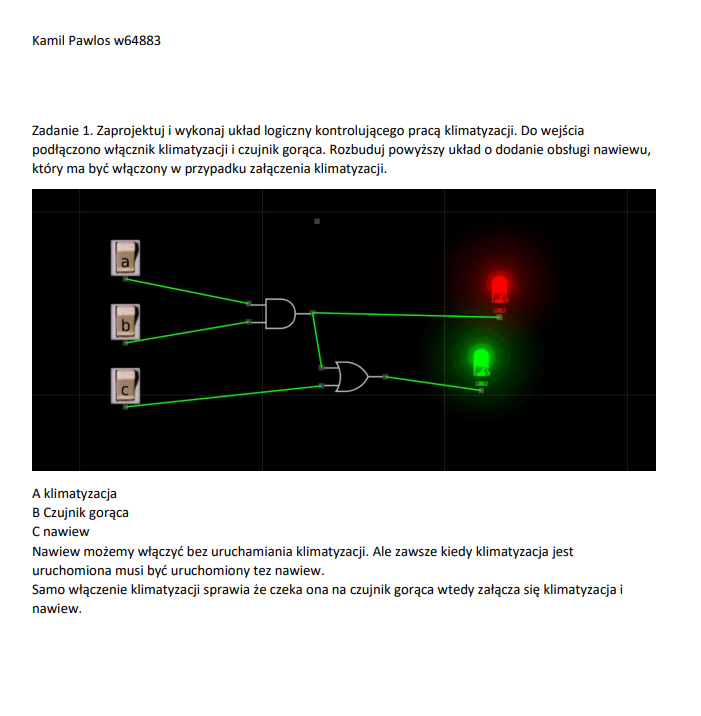 Kamil Pawlos w64883
Zadanie 1. Zaprojektuj i wykonaj układ logiczny kontrolującego pracą klimatyzacji. Do wejścia
podłączono włącznik klimatyzacji i czujnik gorąca. Rozbuduj powyższy układ o dodanie obsługi nawiewu,
który ma być włączony w przypadku załączenia klimatyzacji.
a
b
c
A klimatyzacja
B Czujnik gorąca
C nawiew
Nawiew możemy włączyć bez uruchamiania klimatyzacji. Ale zawsze kiedy klimatyzacja jest
uruchomiona musi być uruchomiony tez nawiew.
Samo włączenie klimatyzacji sprawia że czeka ona na czujnik gorąca wtedy załącza się klimatyzacja i
nawiew.